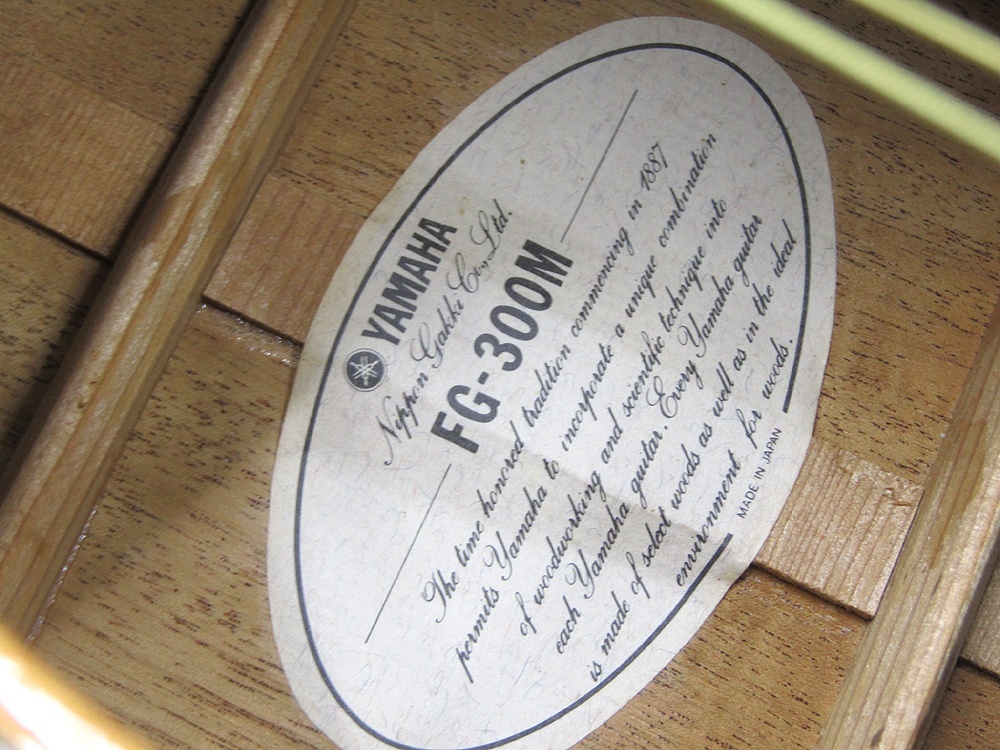 YAMAHA
Nippon Gakki Co., Ltd.
FG-300M
The time honored tradition commencing in 1887
permits Yamaha to incorporate a unique combination
of woodworking and scientific technique into
each Yamaha guitar. Every Yamaha guitar
is made of select woods as well as in the ideal
environment for woods.
MADE IN JAPAN